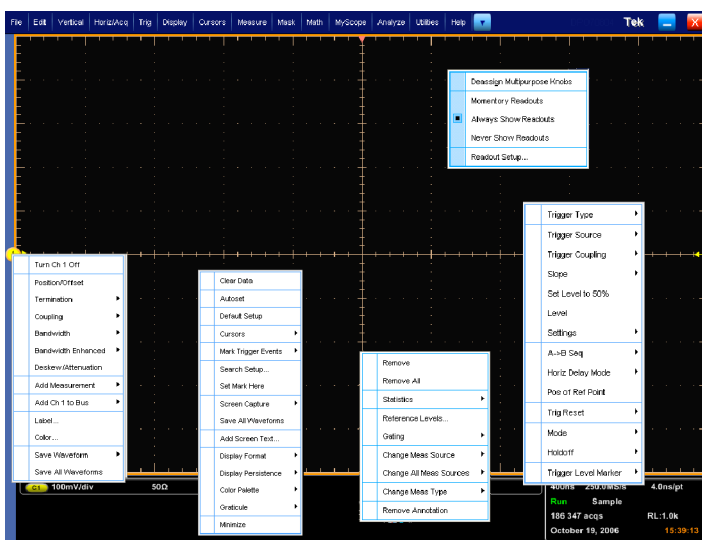 File Edit Vertical Horiz/Acq Trig Display Cursors Measure Mask Math MyScope Analyze Utilities Help Tek X
Deassign Multipurpose Knobs
Momentory Readouts
Always Show Readouts
Never Show Readouts
Readout Setup...
Trigger Type
Trigger Source
Trigger Coupling
Slope
Set Level to 50%
Level
Settings
A->B Seq
Horiz Delay Mode
Pos of Ref Point
Trig Reset
Mode
Holdoff
Trigger Level Marker
Turn Ch 1 Off
Position/Offset
Termination
Coupling
Bandwidth
Bandwidth Enhanced
Deskew/Attenuation
Add Measurement
Add Ch 1 to Bus
Label...
Color...
Save Waveform
Save All Waveforms
Clear Data
Autoset
Default Setup
Cursors
Mark Trigger Events
Search Setup...
Set Mark Here
Screen Capture
Save All Waveforms
Add Screen Text...
Display Format
Display Persistence
Color Palette
Graticule
Minimize
Remove
Remove All
Statistics
Reference Levels...
Gating
Change Meas Source
Change All Meas Sources
Change Meas Type
Remove Annotation
C1 100mV/div 50Ω
400ns 250.0MS/s 4.0ns/pt
Run Sample
186 347 acqs RL:1.0k
October 19, 2006 15:39:13